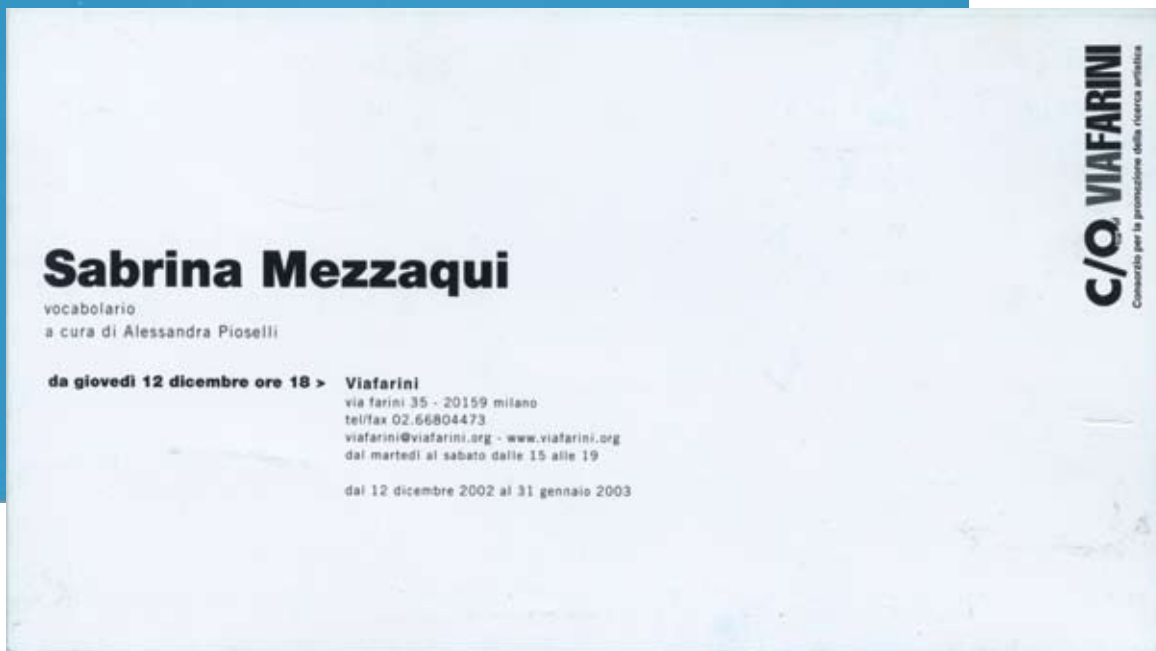 Sabrina Mezzaqui
vocabolario
a cura di Alessandra Pioselli
da giovedì 12 dicembre ore 18 > Viafarini
via farini 35 - 20159 milano
tel/fax 02.66804473
viafarini@viafarini.org - www.viafarini.org
dal martedì al sabato dalle 15 alle 19
dal 12 dicembre 2002 al 31 gennaio 2003
C/O VIAFARINI
Consorzio per la promozione della ricerca artistica